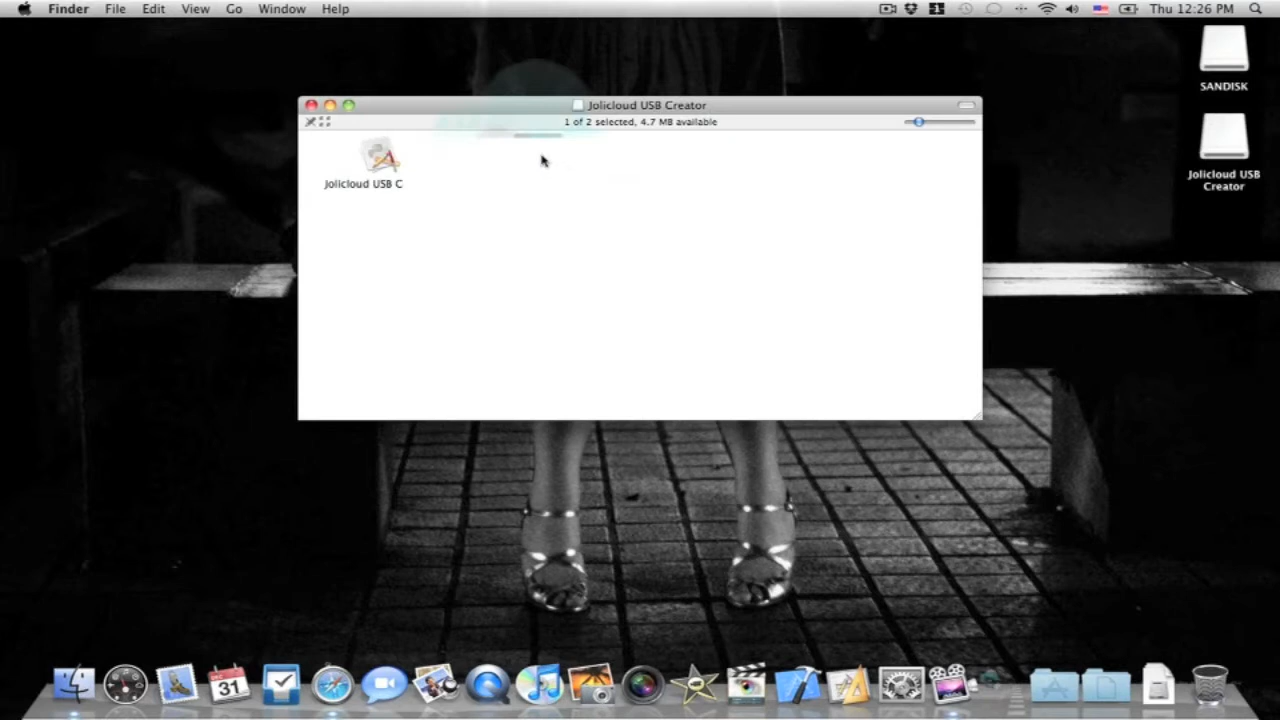 Finder File Edit View Go Window Help
Thu 12:26 PM
SANDISK
Jolicloud USB Creator
1 of 2 selected, 4.7 MB available
Jolicloud USB C
Jolicloud USB
Creator
DEC
31